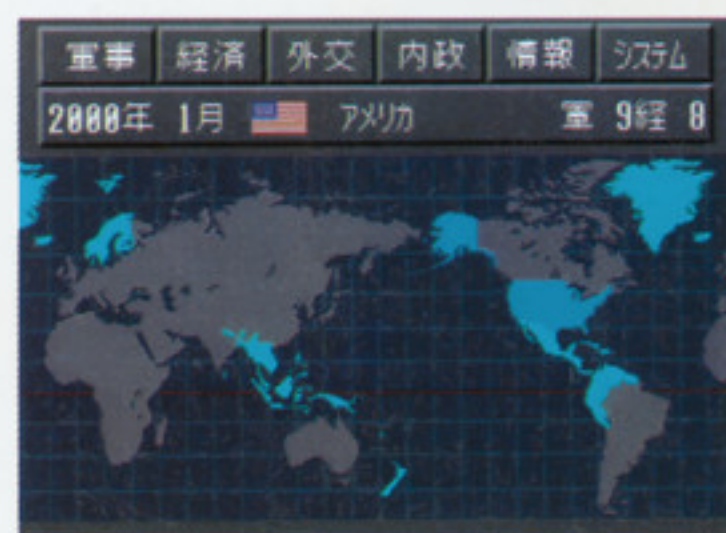 軍事 経済 外交 内政 情報 システム
2000年 1月 アメリカ 軍 9経 8